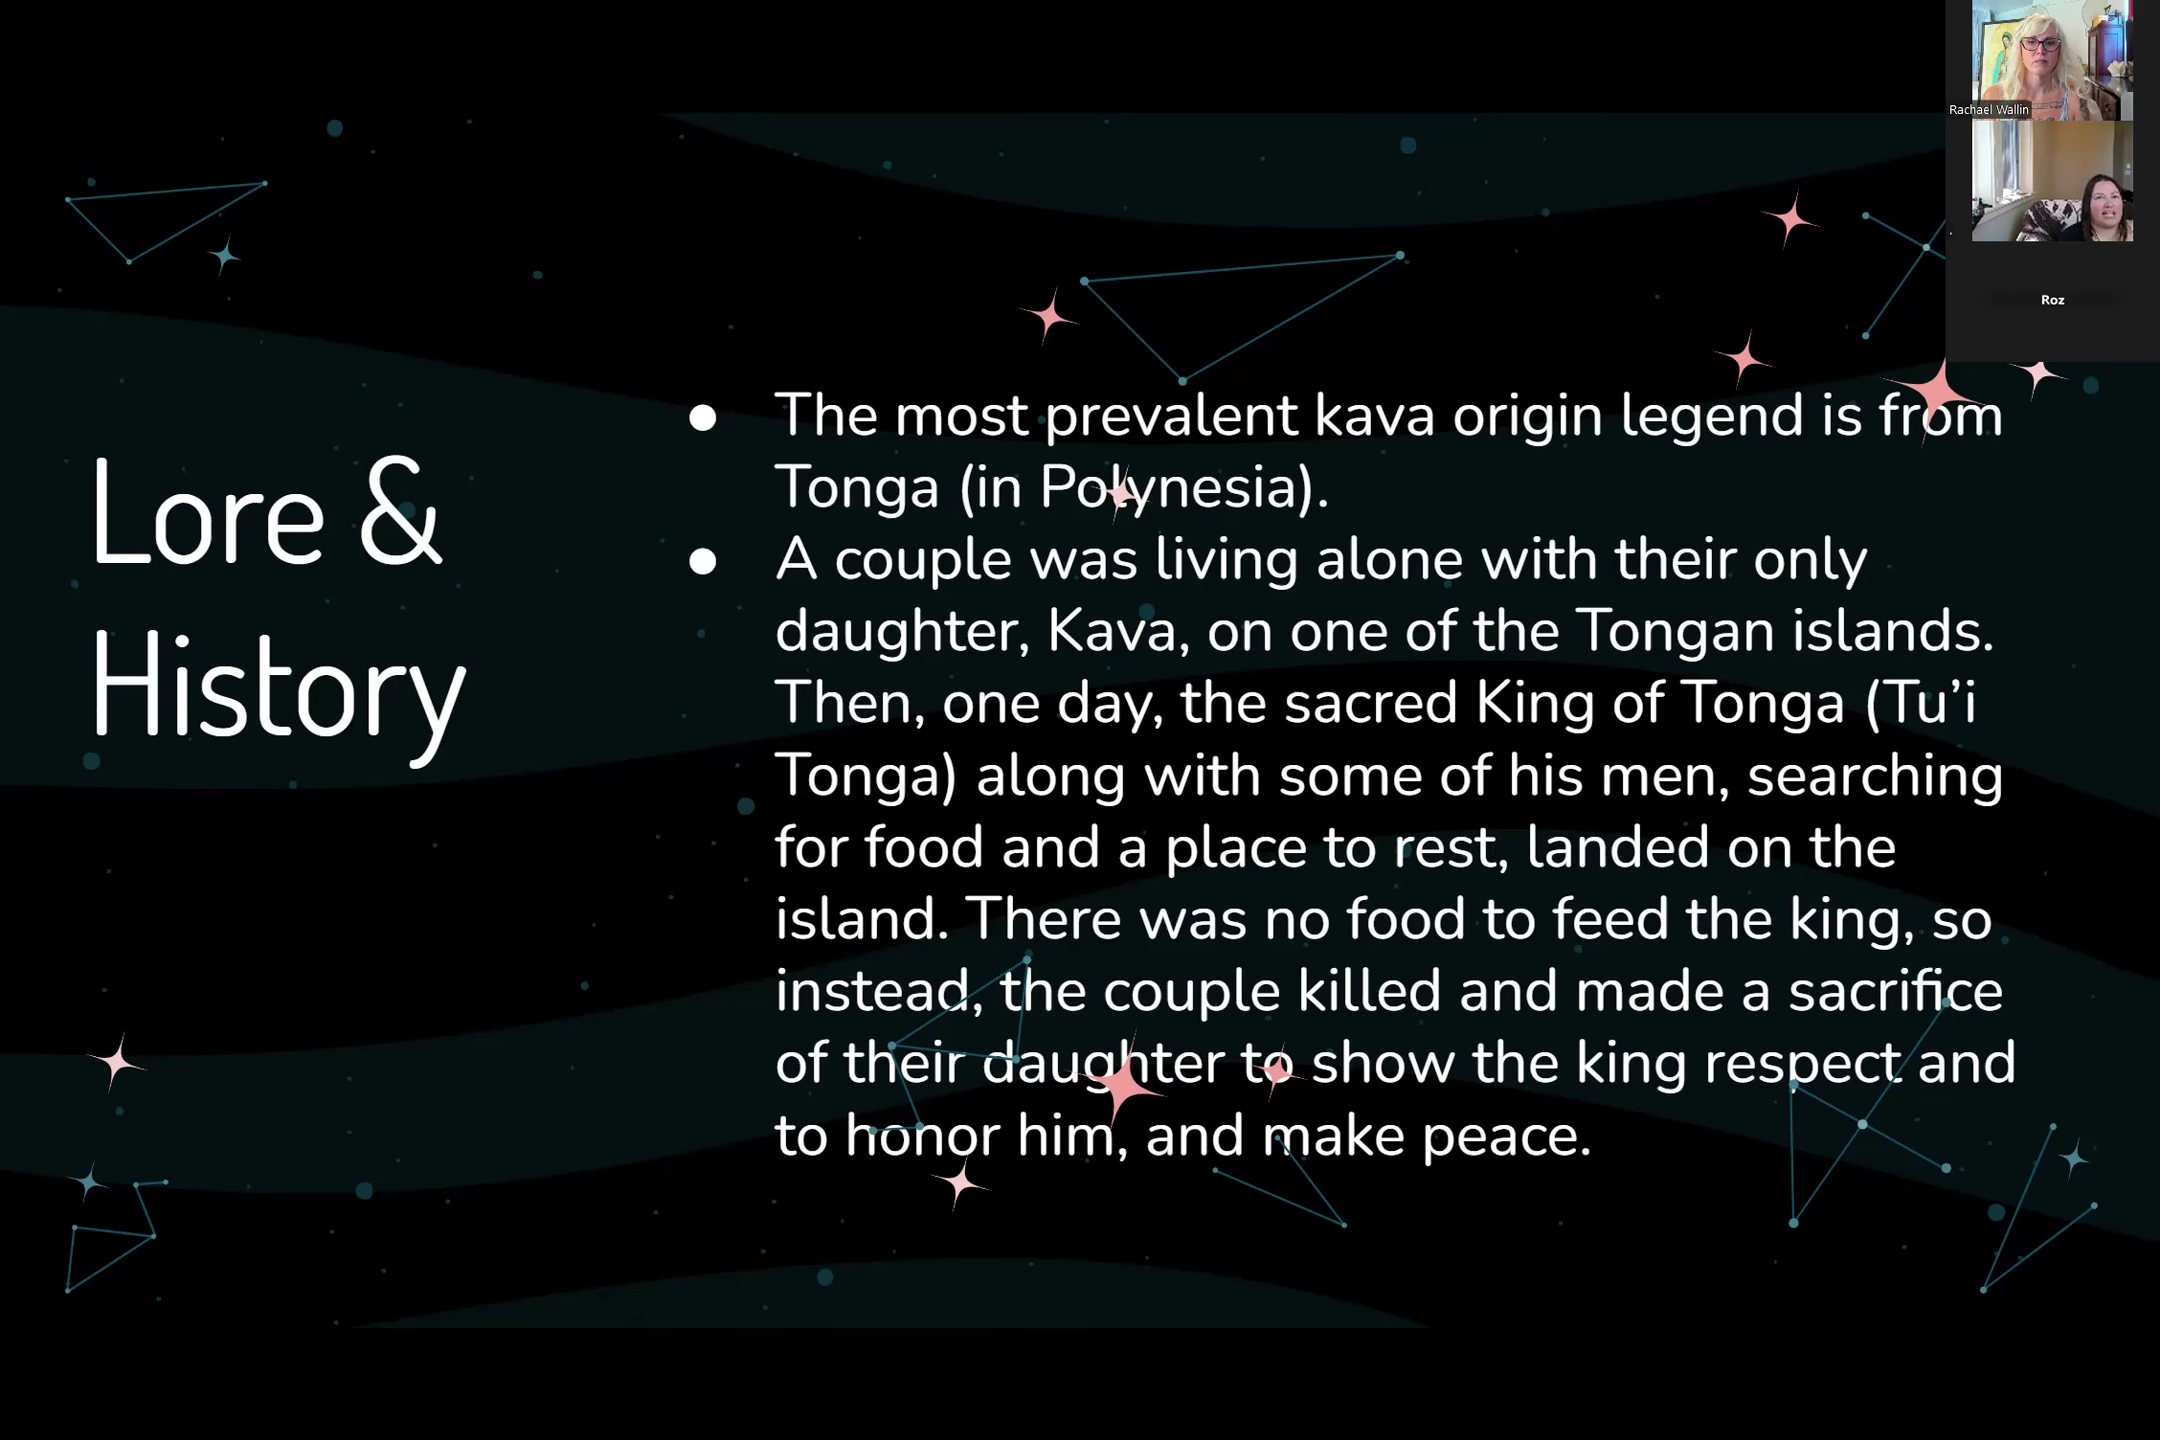 Lore &
History
● The most prevalent kava origin legend is from
Tonga (in Polynesia).
● A couple was living alone with their only
daughter, Kava, on one of the Tongan islands.
Then, one day, the sacred King of Tonga (Tu’i
Tonga) along with some of his men, searching
for food and a place to rest, landed on the
island. There was no food to feed the king, so
instead, the couple killed and made a sacrifice
of their daughter to show the king respect and
to honor him, and make peace.
Rachael Wallin
Roz